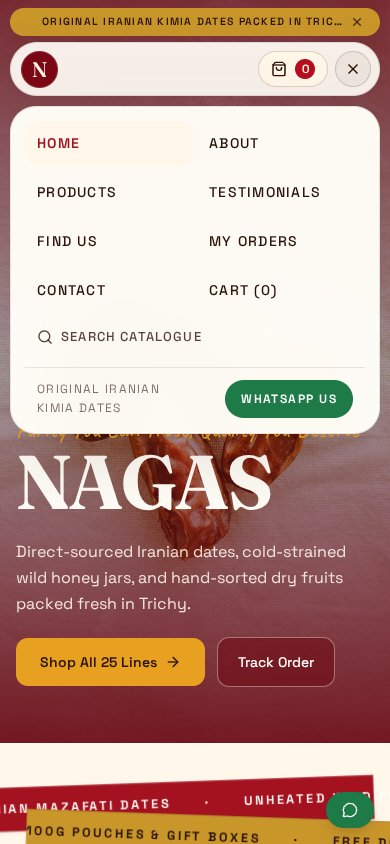 ORIGINAL IRANIAN KIMIA DATES PACKED IN TRIC...
N
0
HOME
ABOUT
PRODUCTS
TESTIMONIALS
FIND US
MY ORDERS
CONTACT
CART (0)
SEARCH CATALOGUE
ORIGINAL IRANIAN
KIMIA DATES
WHATSAPP US
NAGAS
Direct-sourced Iranian dates, cold-strained
wild honey jars, and hand-sorted dry fruits
packed fresh in Trichy.
Shop All 25 Lines
Track Order
MAZAFATI DATES · UNHEATED
100G POUCHES & GIFT BOXES · FREE